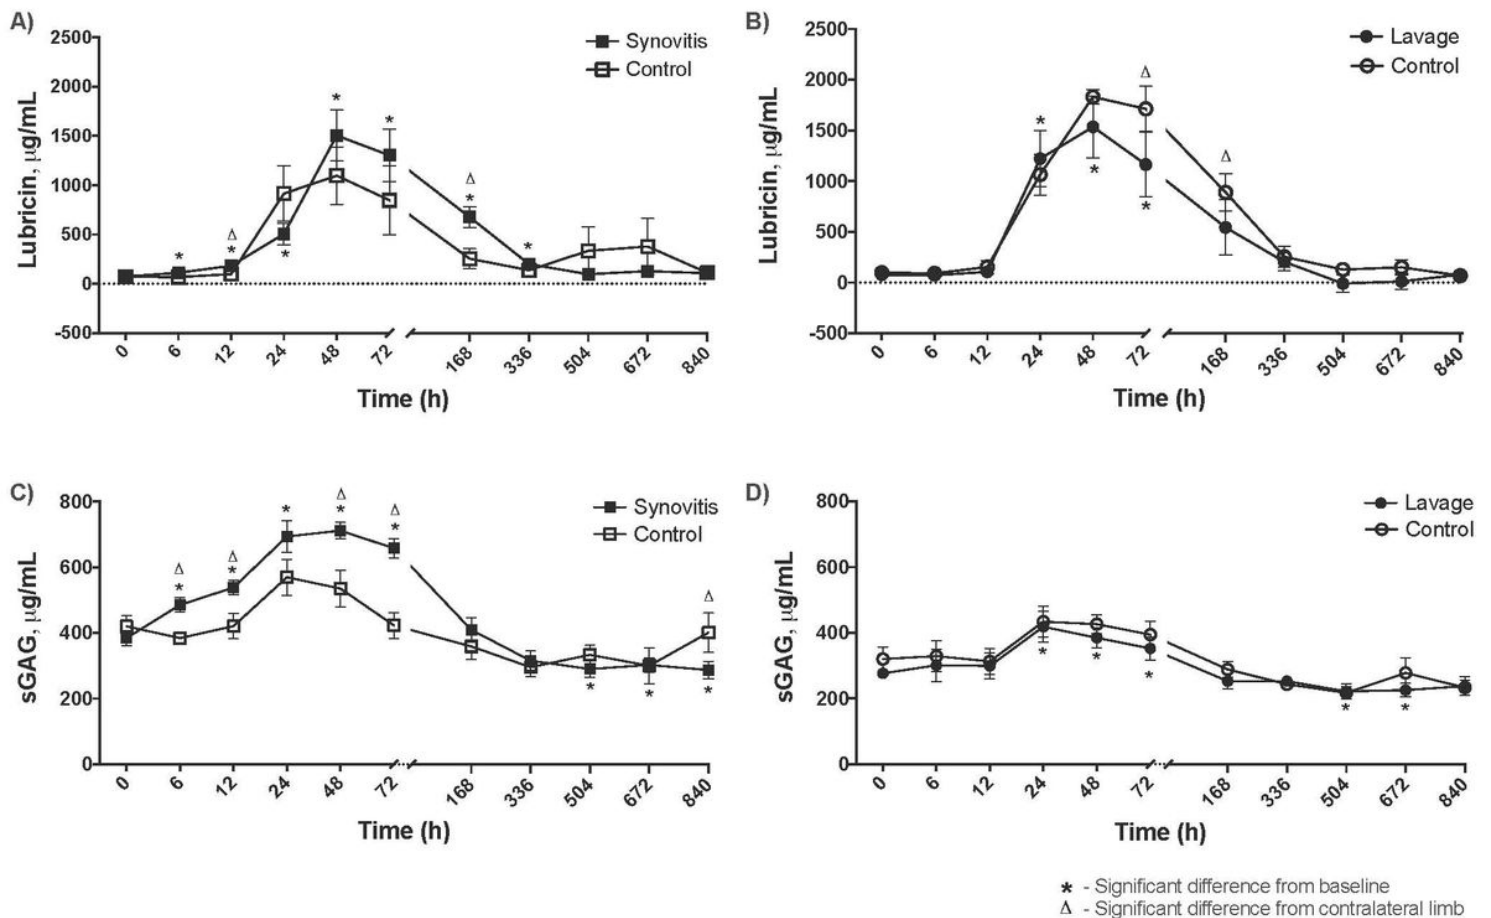 A)
2500
2000
1500
1000
500
0
-500
Lubricin, μg/mL
Synovitis
Control
*
Δ
*
*
*
*
Δ
*
*
0 6 12 24 48 72 168 336 504 672 840
Time (h)
B)
2500
2000
1500
1000
500
0
-500
Lubricin, μg/mL
Lavage
Control
*
*
Δ
*
Δ
0 6 12 24 48 72 168 336 504 672 840
Time (h)
C)
800
600
400
200
0
sGAG, μg/mL
Synovitis
Control
Δ
*
Δ
*
*
Δ
*
Δ
*
*
*
Δ
*
0 6 12 24 48 72 168 336 504 672 840
Time (h)
D)
800
600
400
200
0
sGAG, μg/mL
Lavage
Control
*
*
*
*
*
0 6 12 24 48 72 168 336 504 672 840
Time (h)
* - Significant difference from baseline
Δ - Significant difference from contralateral limb